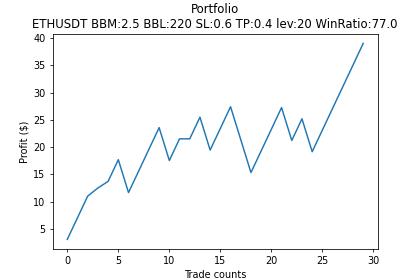 Portfolio
ETHUSDT BBM:2.5 BBL:220 SL:0.6 TP:0.4 lev:20 WinRatio:77.0
40
35
30
25
20
15
10
5
Profit ($)
0 5 10 15 20 25 30
Trade counts